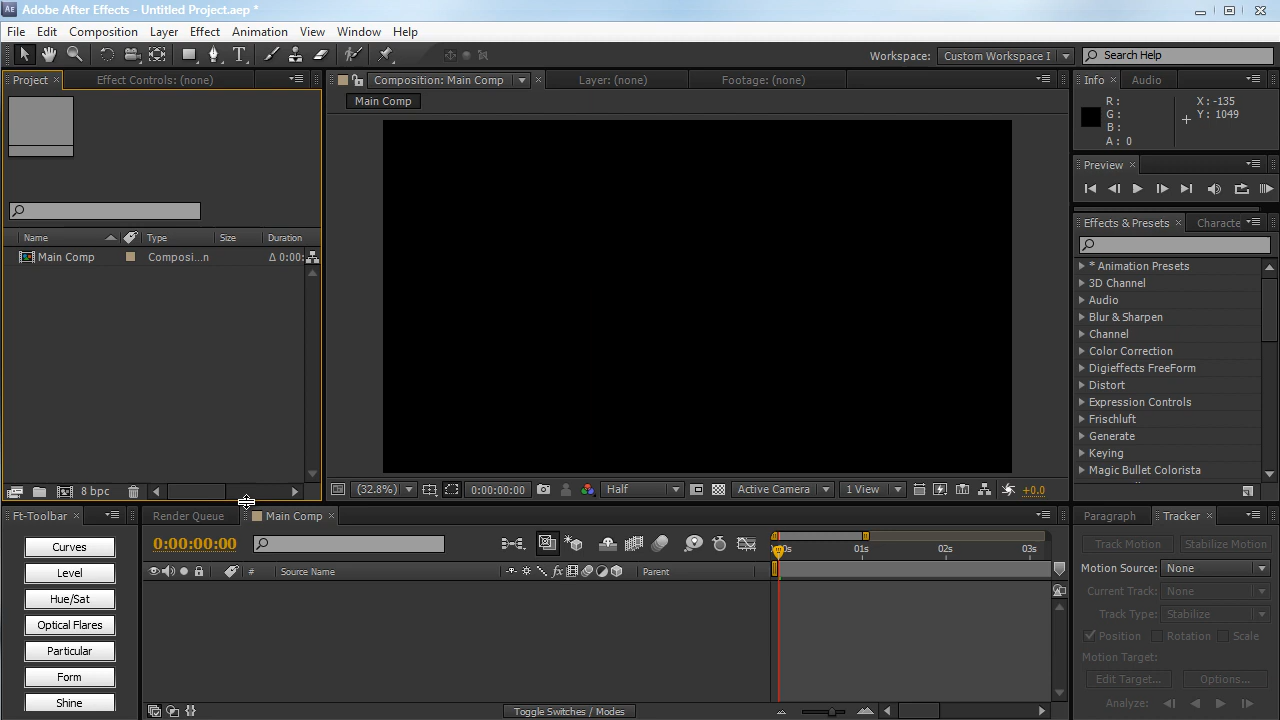 Ae Adobe After Effects - Untitled Project.aep *
File Edit Composition Layer Effect Animation View Window Help
T Workspace: Custom Workspace I Search Help
Project Effect Controls: (none)
Composition: Main Comp Layer: (none) Footage: (none)
Info Audio
Main Comp
R :
G :
B :
A : 0
X : -135
Y : 1049
Preview
Effects & Presets Characte
Name Type Size Duration
Main Comp Composi...n Δ 0:00:
* Animation Presets
3D Channel
Audio
Blur & Sharpen
Channel
Color Correction
Digieffects FreeForm
Distort
Expression Controls
Frischluft
Generate
Keying
Magic Bullet Colorista
8 bpc
(32.8%) 0:00:00:00 Half Active Camera 1 View +0.0
Ft-Toolbar
Curves
Level
Hue/Sat
Optical Flares
Particular
Form
Shine
Render Queue Main Comp
0:00:00:00
# Source Name fx Parent
0s 01s 02s 03s
Toggle Switches / Modes
Paragraph Tracker
Track Motion Stabilize Motion
Motion Source: None
Current Track: None
Track Type: Stabilize
Position Rotation Scale
Motion Target:
Edit Target... Options...
Analyze: